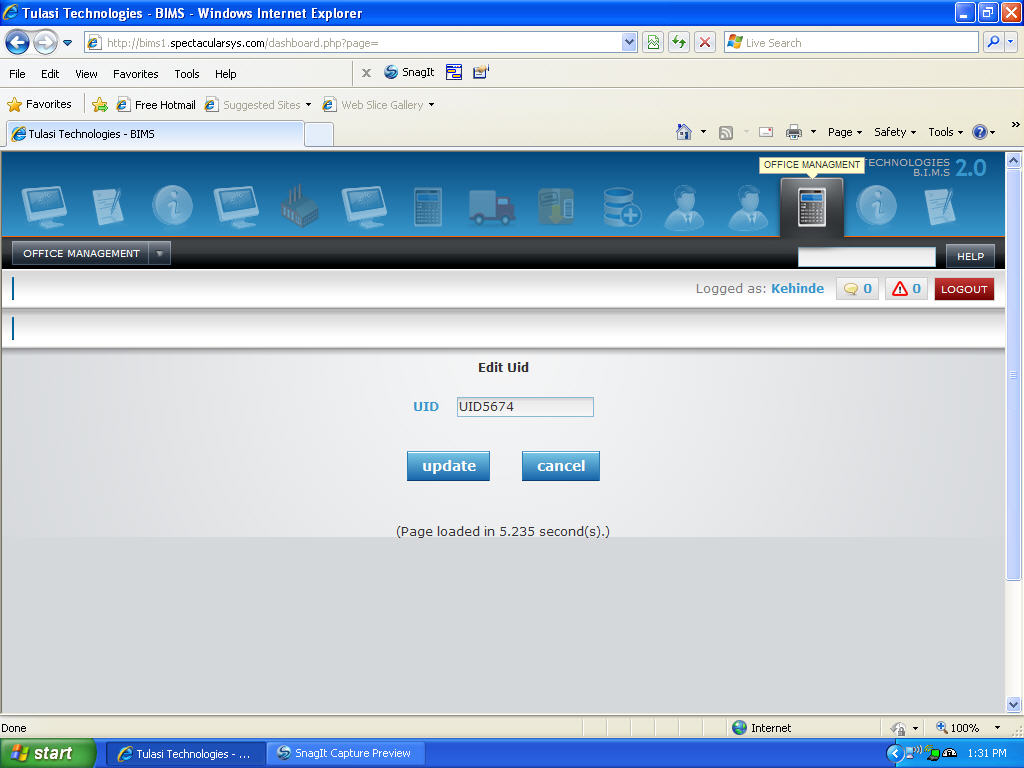 Tulasi Technologies - BIMS - Windows Internet Explorer
http://bims1.spectacularsys.com/dashboard.php?page=
Live Search
File Edit View Favorites Tools Help
x SnagIt
Favorites Free Hotmail Suggested Sites Web Slice Gallery
Tulasi Technologies - BIMS
Page Safety Tools
OFFICE MANAGMENT
ECHNOLOGIES
B.I.M.S
2.0
OFFICE MANAGEMENT
HELP
Logged as: Kehinde 0 0 LOGOUT
Edit Uid
UID UID5674
update cancel
(Page loaded in 5.235 second(s).)
Done Internet 100%
start Tulasi Technologies - ... SnagIt Capture Preview 1:31 PM